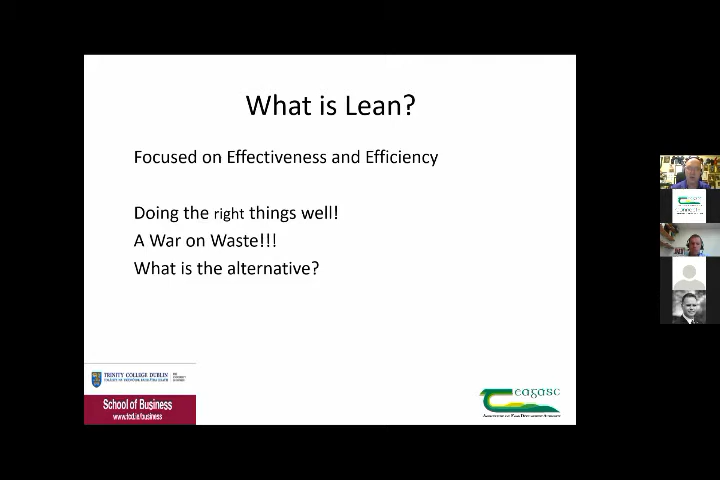 What is Lean?
Focused on Effectiveness and Efficiency
Doing the right things well!
A War on Waste!!!
What is the alternative?
TRINITY COLLEGE DUBLIN
School of Business
www.tcd.ie/business
eagasc